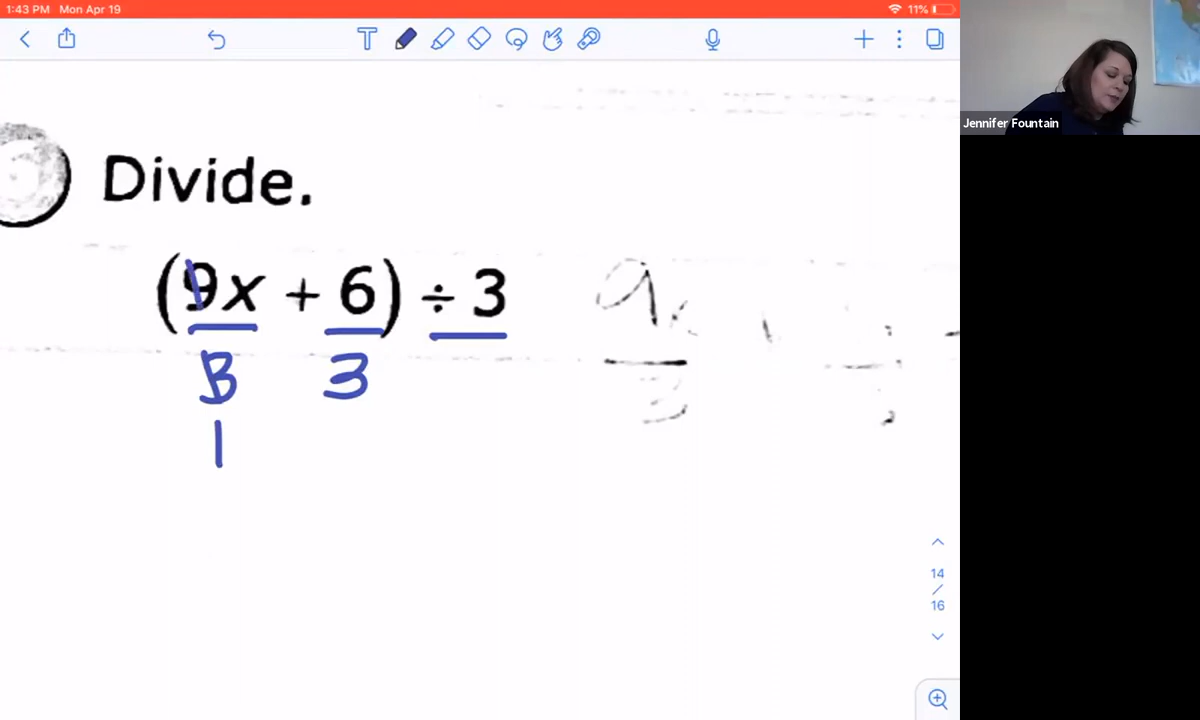 1:43 PM Mon Apr 19
11%
T
Jennifer Fountain
Divide.
(9x + 6) ÷ 3
3 3
1
14
/
16